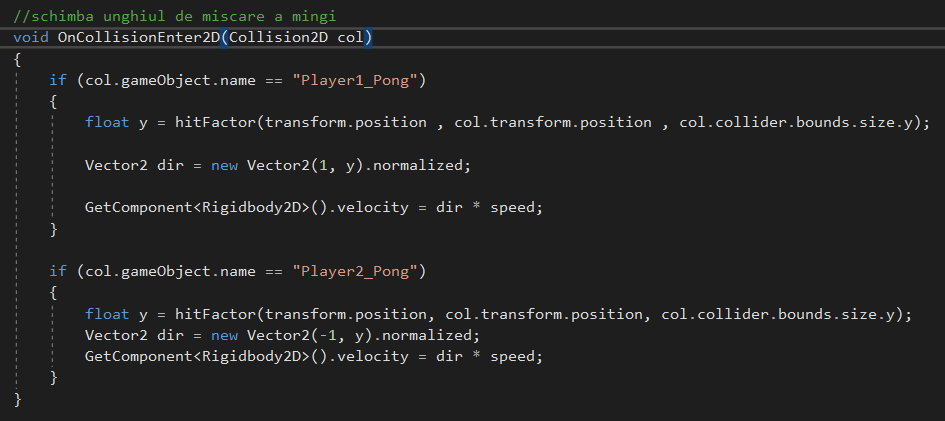 //schimba unghiul de miscare a mingi
void OnCollisionEnter2D(Collision2D col)
{
    if (col.gameObject.name == "Player1_Pong")
    {
        float y = hitFactor(transform.position , col.transform.position , col.collider.bounds.size.y);
        Vector2 dir = new Vector2(1, y).normalized;
        GetComponent<Rigidbody2D>().velocity = dir * speed;
    }
    if (col.gameObject.name == "Player2_Pong")
    {
        float y = hitFactor(transform.position, col.transform.position, col.collider.bounds.size.y);
        Vector2 dir = new Vector2(-1, y).normalized;
        GetComponent<Rigidbody2D>().velocity = dir * speed;
    }
}